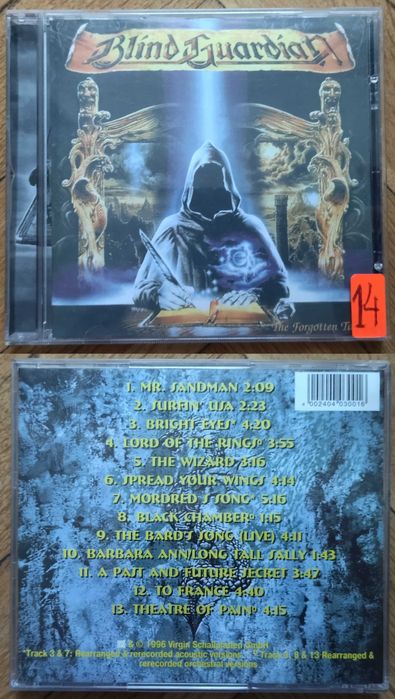 Blind Guardian
The Forgotten
14
4 002404 030016
1. MR. SANDMAN 2:09
2. SURFIN' USA 2:23
3. BRIGHT EYES* 4:20
4. LORD OF THE RINGS° 3:55
5. THE WIZARD 3:16
6. SPREAD YOUR WINGS 4:14
7. MORDRED'S SONG* 5:16
8. BLACK CHAMBER° 1:15
9. THE BARD'S SONG (LIVE) 4:11
10. BARBARA ANN/LONG TALL SALLY 1:43
11. A PAST AND FUTURE SECRET 3:47
12. TO FRANCE 4:40
13. THEATRE OF PAIN° 4:15
& © 1996 Virgin Schallplatten GmbH
*Track 3 & 7: Rearranged & rerecorded acoustic versions 8 & 13 Rearranged &
rerecorded orchestral versions